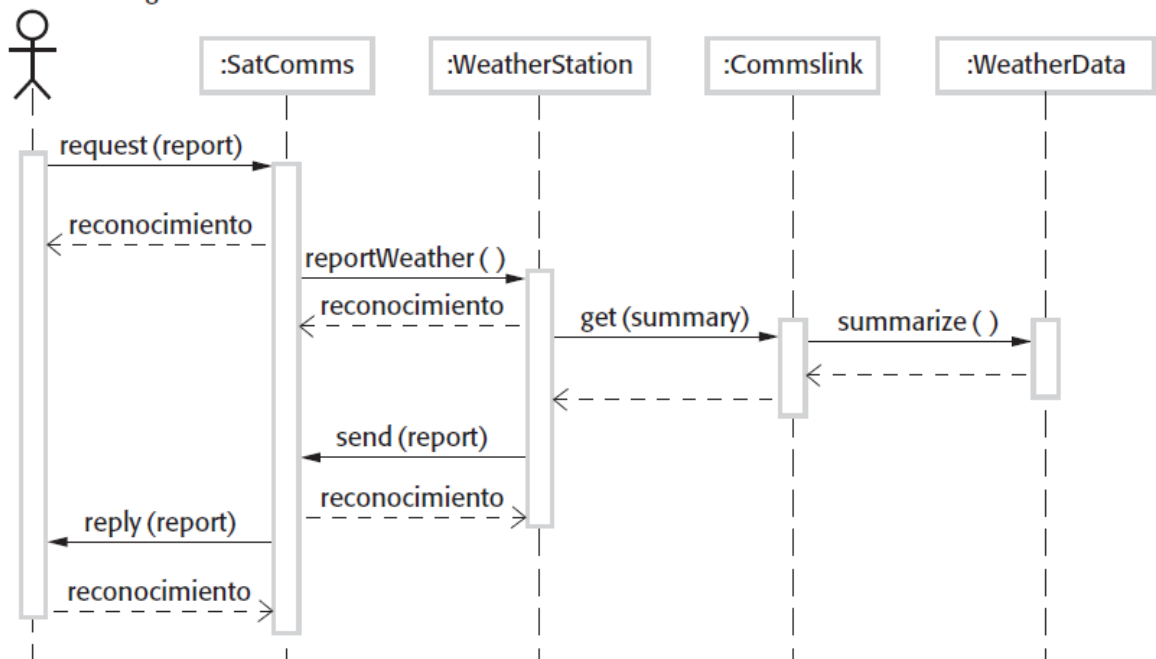 :SatComms
:WeatherStation
:Commslink
:WeatherData
request (report)
reconocimiento
reportWeather ( )
reconocimiento
get (summary)
summarize ( )
send (report)
reconocimiento
reply (report)
reconocimiento